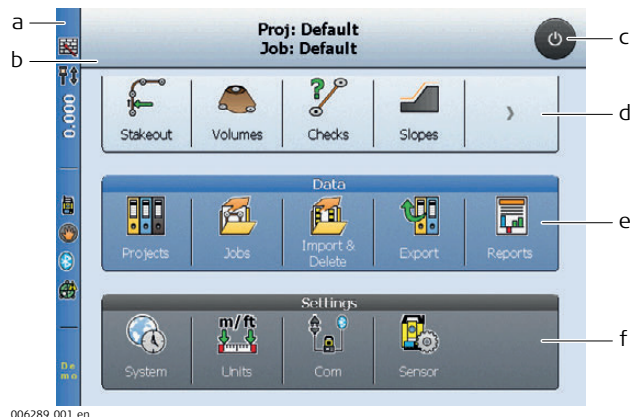 a
b
c
d
e
f
Proj: Default
Job: Default
0.000
Stakeout Volumes Checks Slopes
Data
Projects Jobs Import & Delete Export Reports
Settings
m/ft
System Units Com Sensor
De
mo
006289_001_en